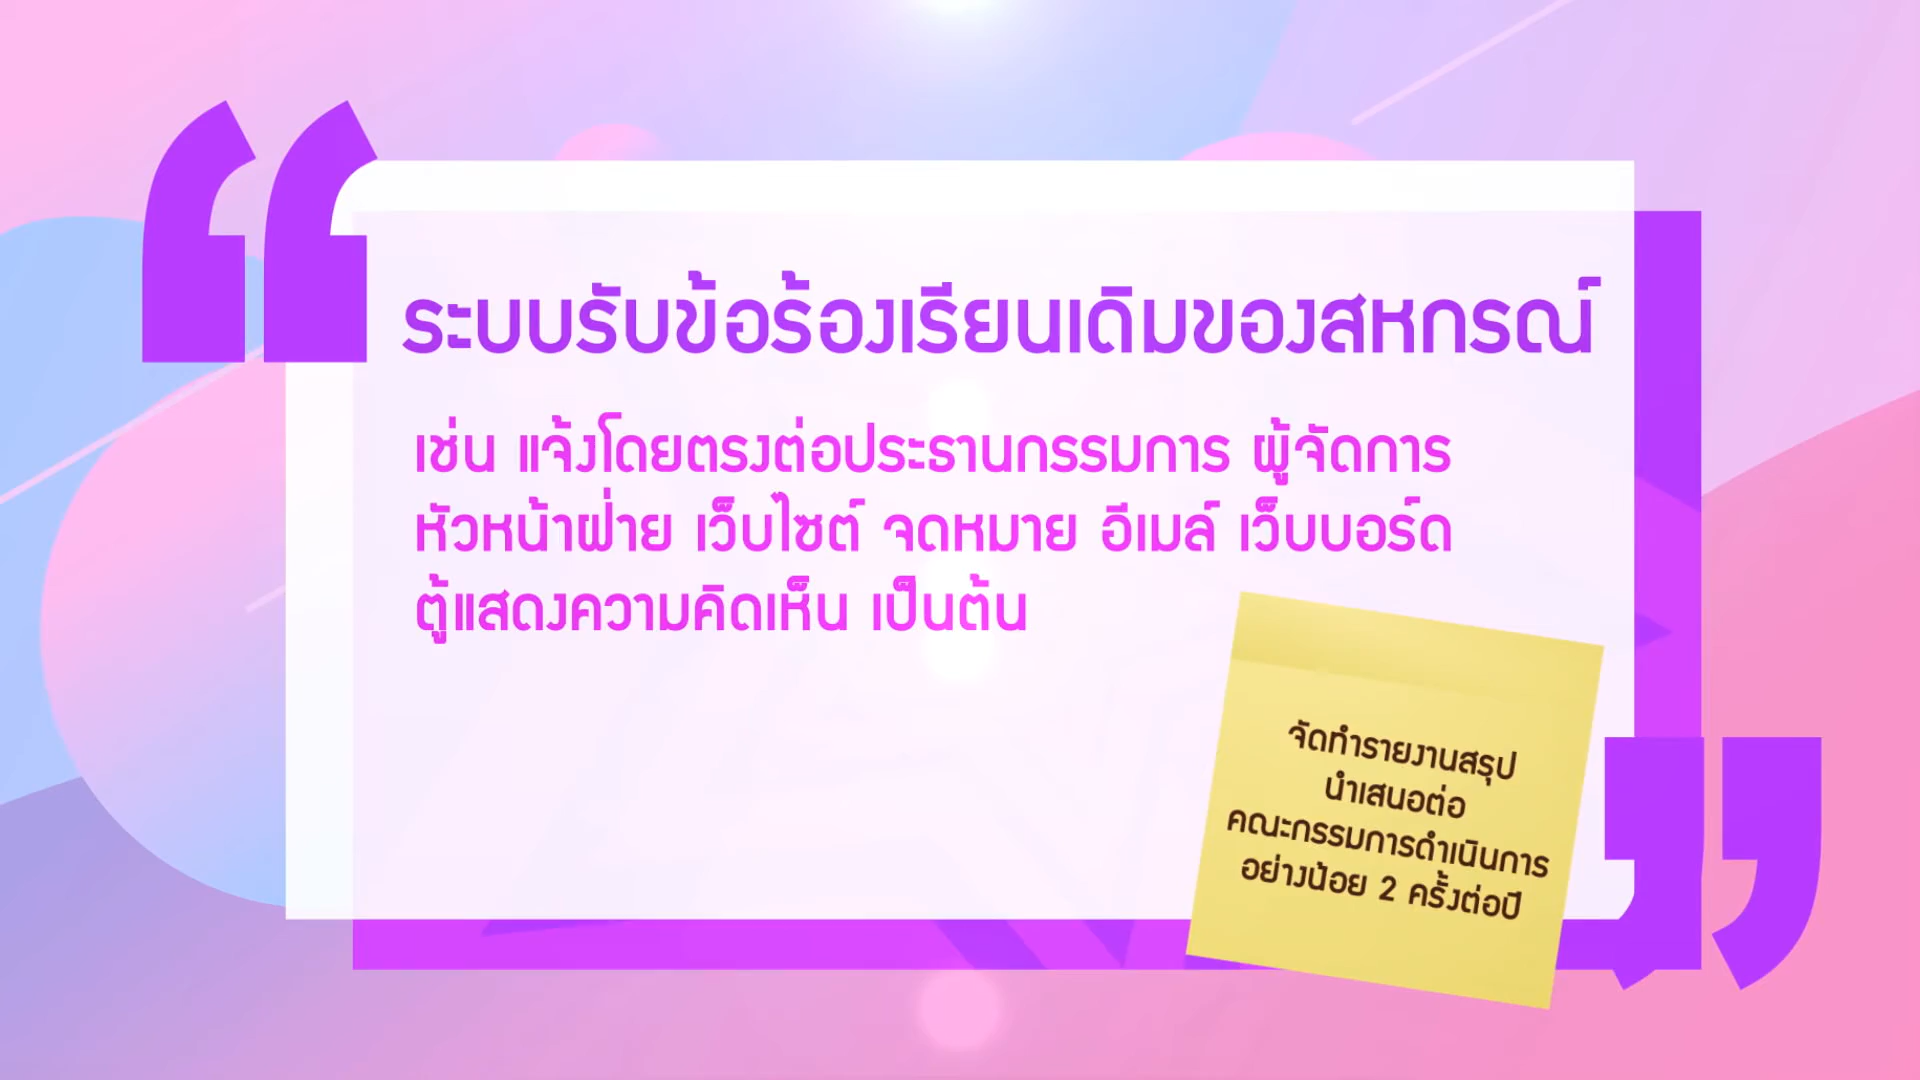 ระบบรับข้อร้องเรียนเดิมของสหกรณ์
เช่น แจ้งโดยตรงต่อประธานกรรมการ ผู้จัดการ
หัวหน้าฝ่าย เว็บไซต์ จดหมาย อีเมล์ เว็บบอร์ด
ตู้แสดงความคิดเห็น เป็นต้น
จัดทำรายงานสรุป
นำเสนอต่อ
คณะกรรมการดำเนินการ
อย่างน้อย 2 ครั้งต่อปี